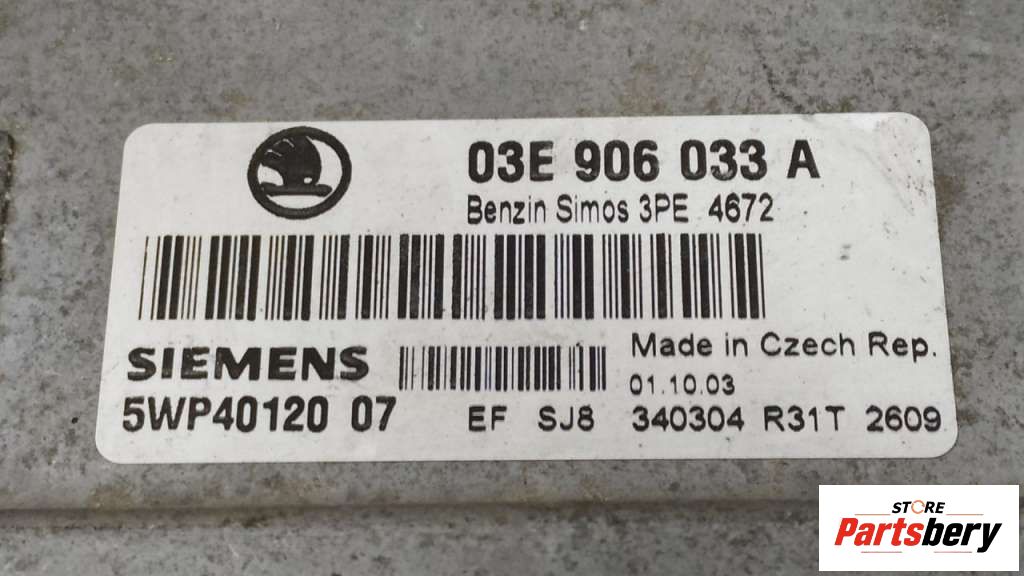 03E 906 033 A
Benzin Simos 3PE 4672
SIEMENS
Made in Czech Rep.
01.10.03
5WP40120 07 EF SJ8 340304 R31T 2609
STORE
Partsbery